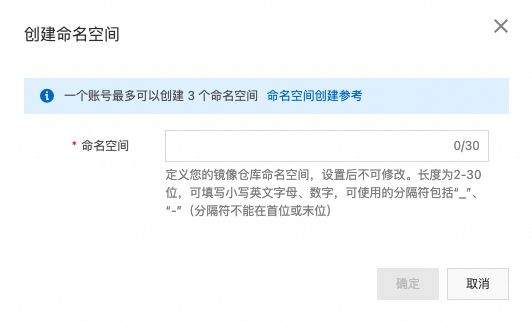 创建命名空间
一个账号最多可以创建 3 个命名空间 命名空间创建参考
* 命名空间
0/30
定义您的镜像仓库命名空间，设置后不可修改。长度为2-30
位，可填写小写英文字母、数字，可使用的分隔符包括“_”、
“-”（分隔符不能在首位或末位）
确定 取消